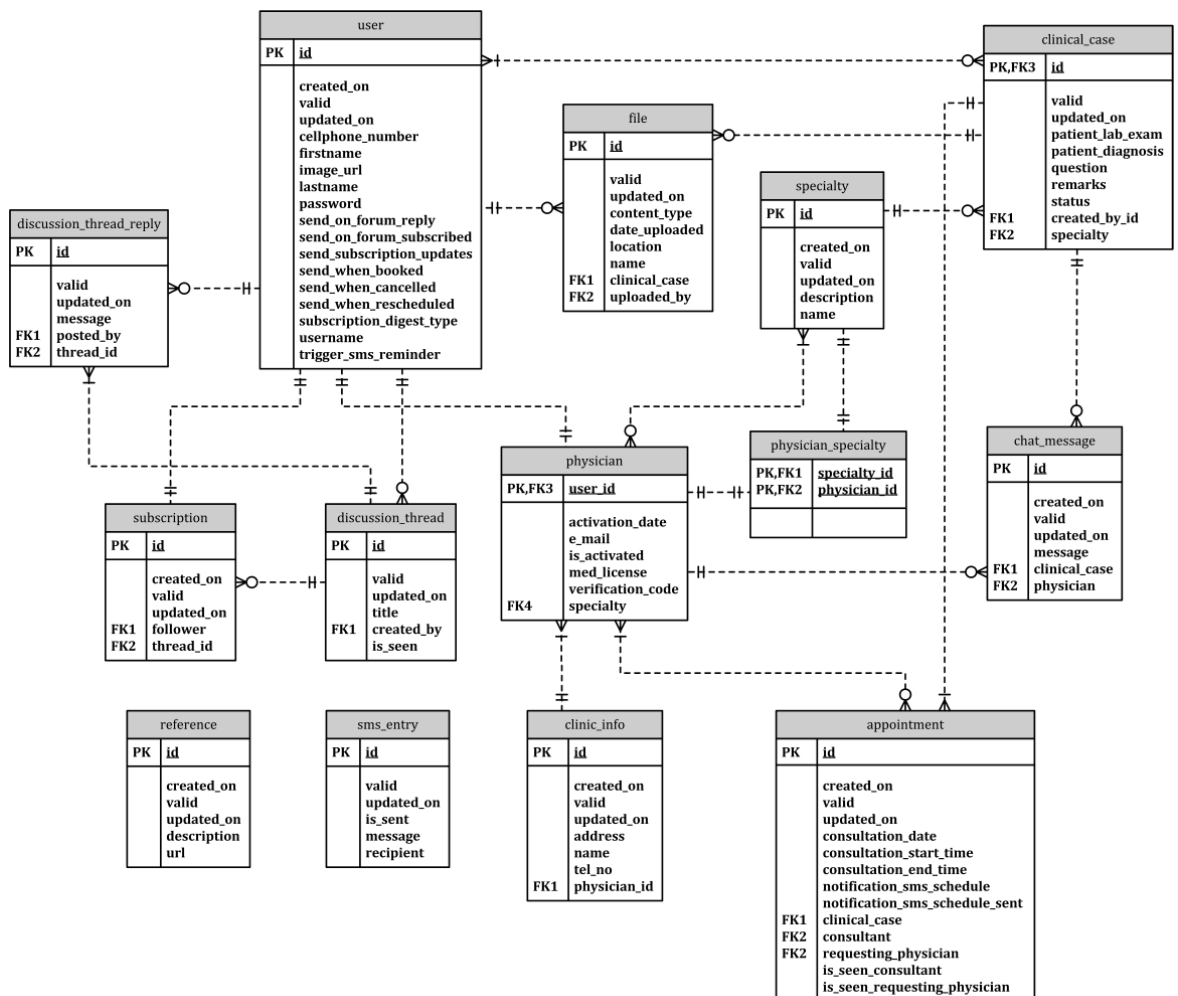 user
PK id
created_on
valid
updated_on
cellphone_number
firstname
image_url
lastname
password
send_on_forum_reply
send_on_forum_subscribed
send_subscription_updates
send_when_booked
send_when_cancelled
send_when_rescheduled
subscription_digest_type
username
trigger_sms_reminder
clinical_case
PK,FK3 id
valid
updated_on
patient_lab_exam
patient_diagnosis
question
remarks
status
FK1 created_by_id
FK2 specialty
file
PK id
valid
updated_on
content_type
date_uploaded
location
name
FK1 clinical_case
FK2 uploaded_by
specialty
PK id
created_on
valid
updated_on
description
name
discussion_thread_reply
PK id
valid
updated_on
message
FK1 posted_by
FK2 thread_id
physician
PK,FK3 user_id
activation_date
e_mail
is_activated
med_license
verification_code
FK4 specialty
physician_specialty
PK,FK1 specialty_id
PK,FK2 physician_id
chat_message
PK id
created_on
valid
updated_on
message
FK1 clinical_case
FK2 physician
subscription
PK id
created_on
valid
updated_on
FK1 follower
FK2 thread_id
discussion_thread
PK id
valid
updated_on
title
FK1 created_by
is_seen
reference
PK id
created_on
valid
updated_on
description
url
sms_entry
PK id
valid
updated_on
is_sent
message
recipient
clinic_info
PK id
created_on
valid
updated_on
address
name
tel_no
FK1 physician_id
appointment
PK id
created_on
valid
updated_on
consultation_date
consultation_start_time
consultation_end_time
notification_sms_schedule
notification_sms_schedule_sent
FK1 clinical_case
FK2 consultant
FK2 requesting_physician
is_seen_consultant
is_seen_requesting_physician